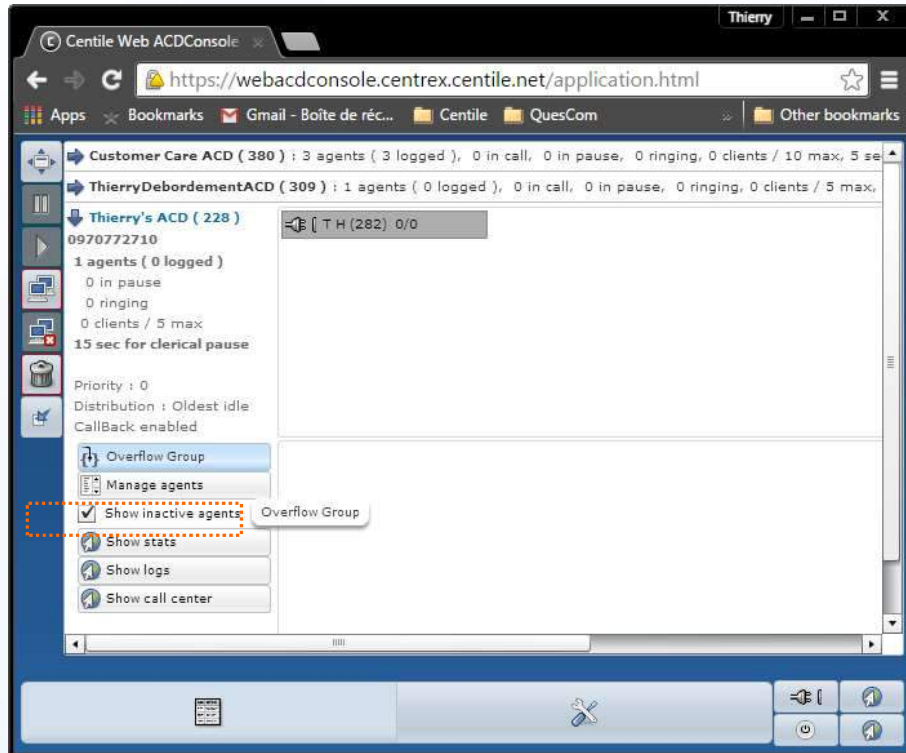 Thierry
Centile Web ACDConsole
https://webacdconsole.centrex.centile.net/application.html
Apps Bookmarks Gmail - Boîte de réc... Centile QuesCom » Other bookmarks
Customer Care ACD ( 380 ) : 3 agents ( 3 logged ), 0 in call, 0 in pause, 0 ringing, 0 clients / 10 max, 5 se
ThierryDebordementACD ( 309 ) : 1 agents ( 0 logged ), 0 in call, 0 in pause, 0 ringing, 0 clients / 5 max,
Thierry's ACD ( 228 )
T H (282) 0/0
0970772710
1 agents ( 0 logged )
0 in pause
0 ringing
0 clients / 5 max
15 sec for clerical pause
Priority : 0
Distribution : Oldest idle
CallBack enabled
Overflow Group
Manage agents
Show inactive agents
Overflow Group
Show stats
Show logs
Show call center